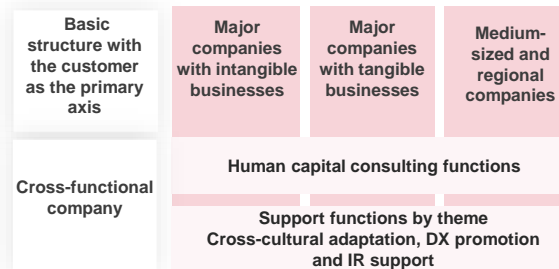 Basic
structure with
the customer
as the primary
axis
Major
companies
with intangible
businesses
Major
companies
with tangible
businesses
Medium-
sized and
regional
companies
Cross-functional
company
Human capital consulting functions
Support functions by theme
Cross-cultural adaptation, DX promotion
and IR support